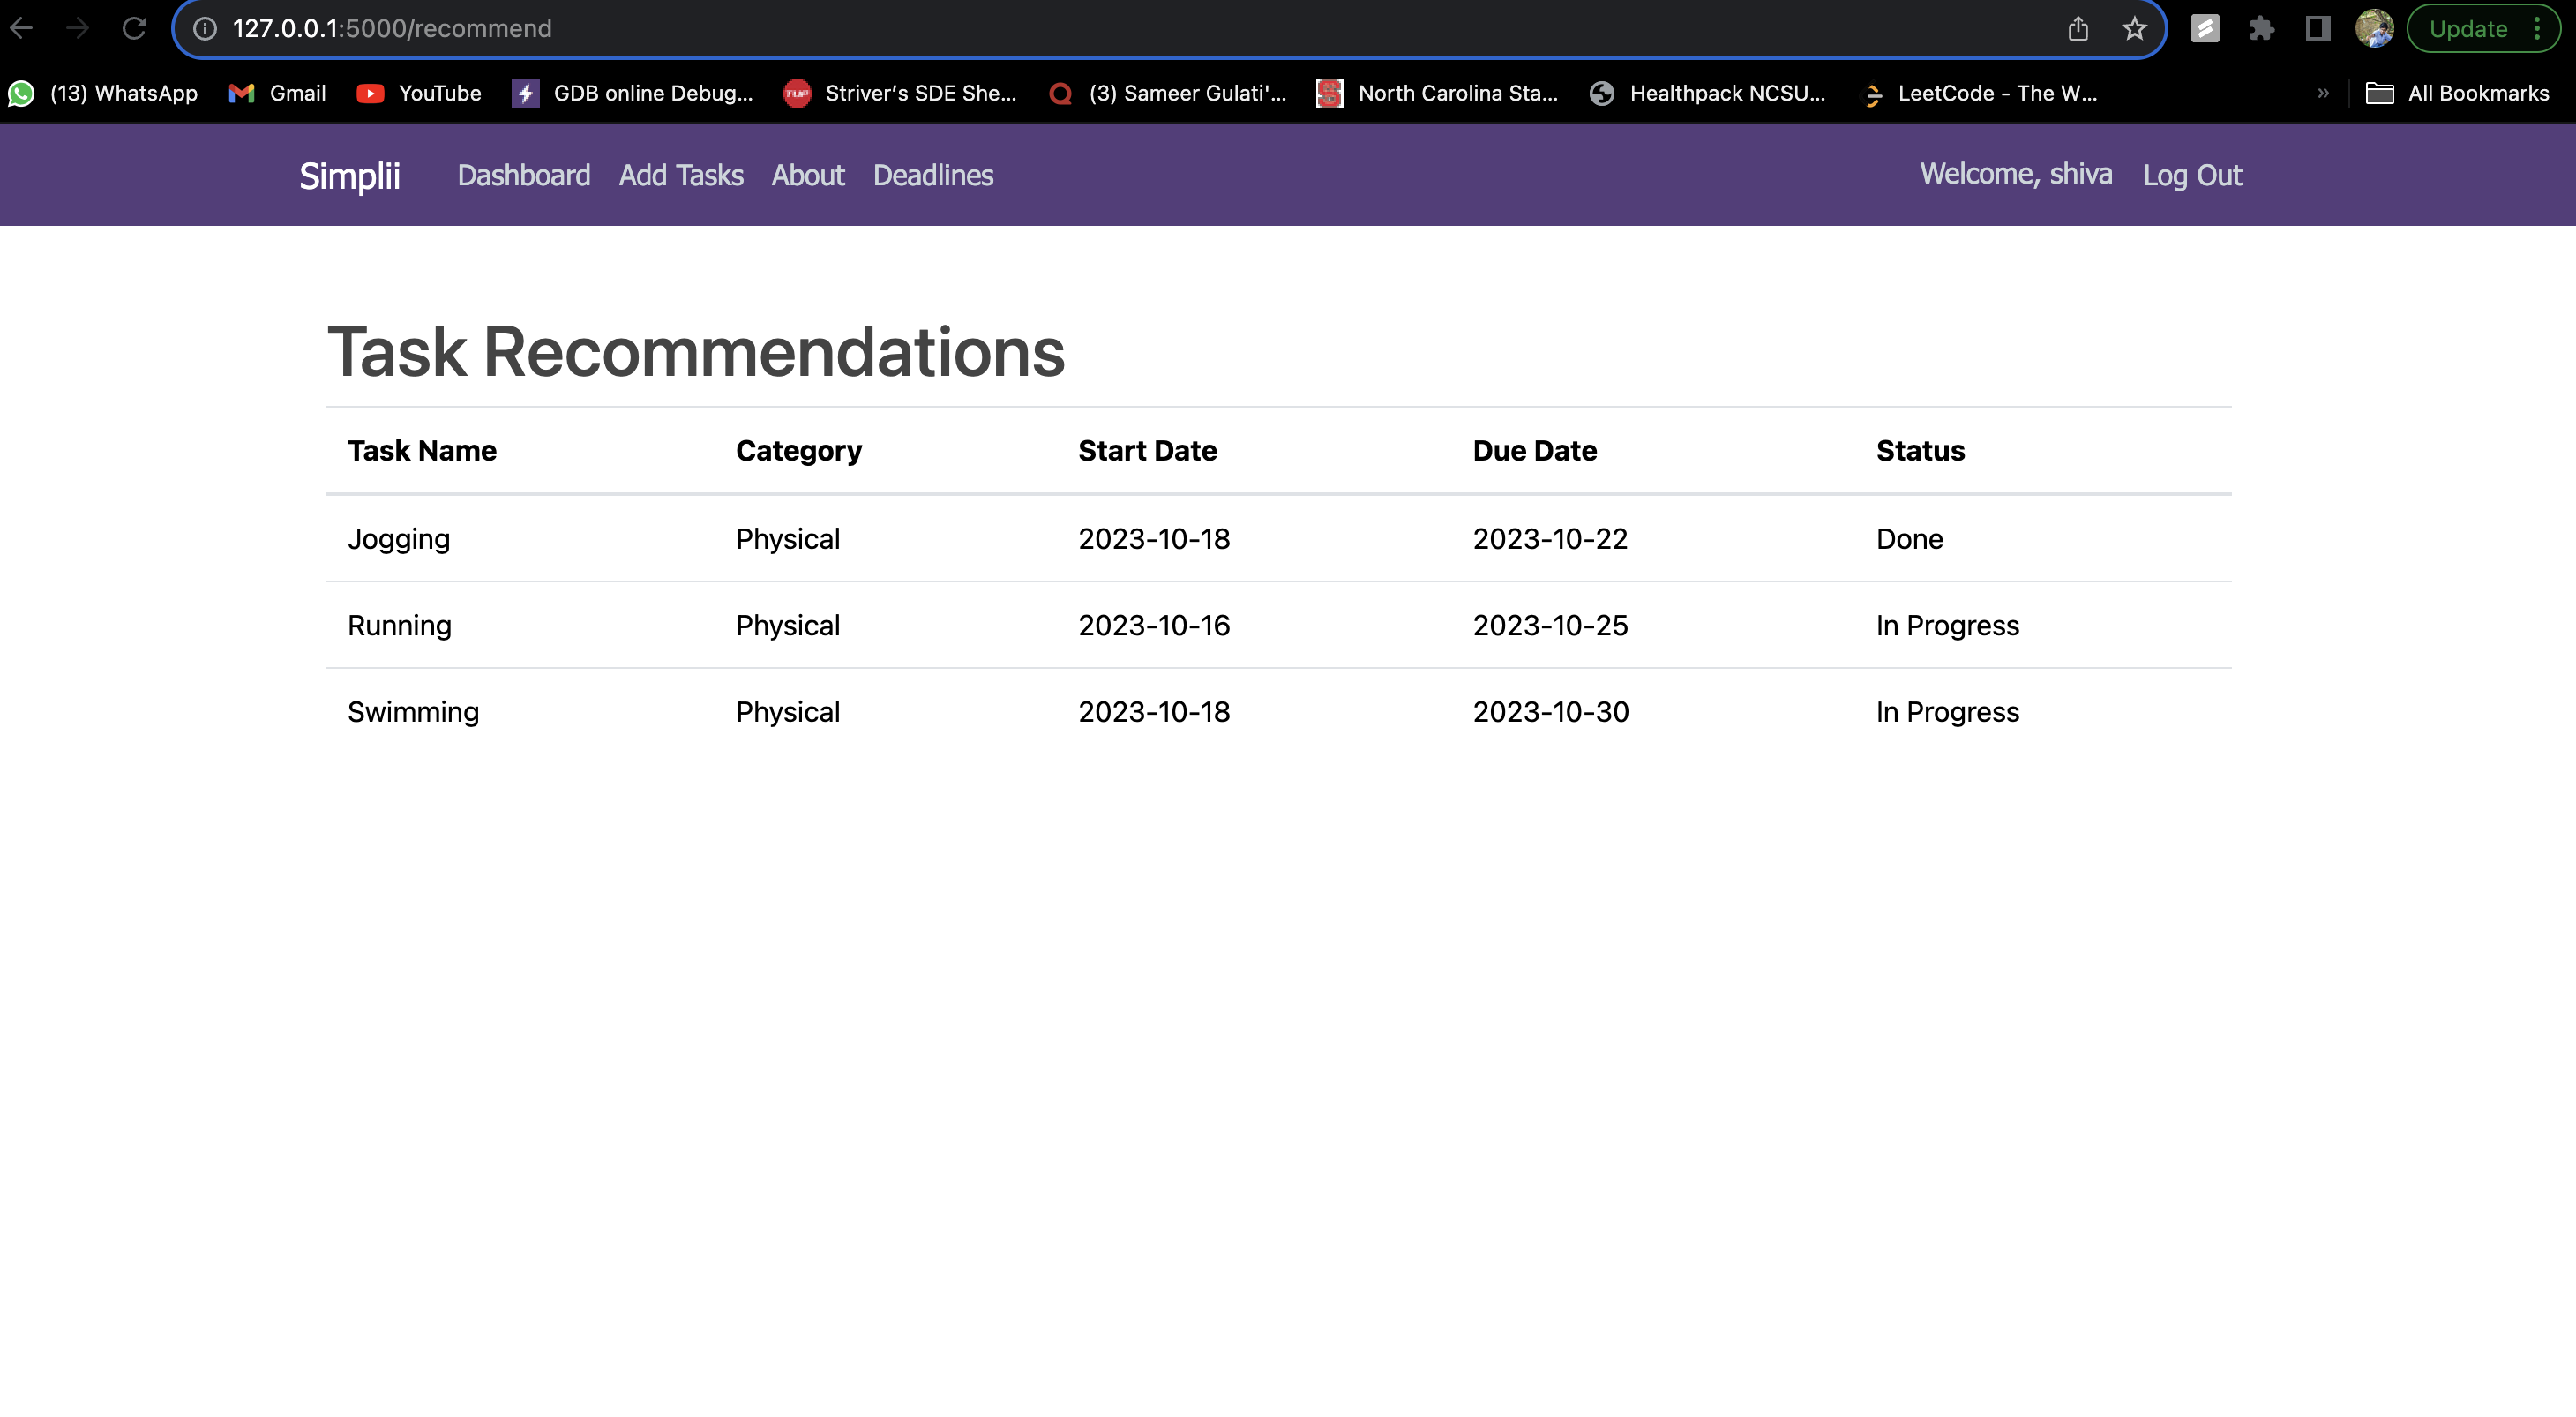 127.0.0.1:5000/recommend Update
(13) WhatsApp Gmail YouTube GDB online Debug... Striver's SDE She... (3) Sameer Gulati'... North Carolina Sta... Healthpack NCSU... LeetCode - The W... » All Bookmarks
Simplii Dashboard Add Tasks About Deadlines Welcome, shiva Log Out
Task Recommendations
Task Name Category Start Date Due Date Status
Jogging Physical 2023-10-18 2023-10-22 Done
Running Physical 2023-10-16 2023-10-25 In Progress
Swimming Physical 2023-10-18 2023-10-30 In Progress